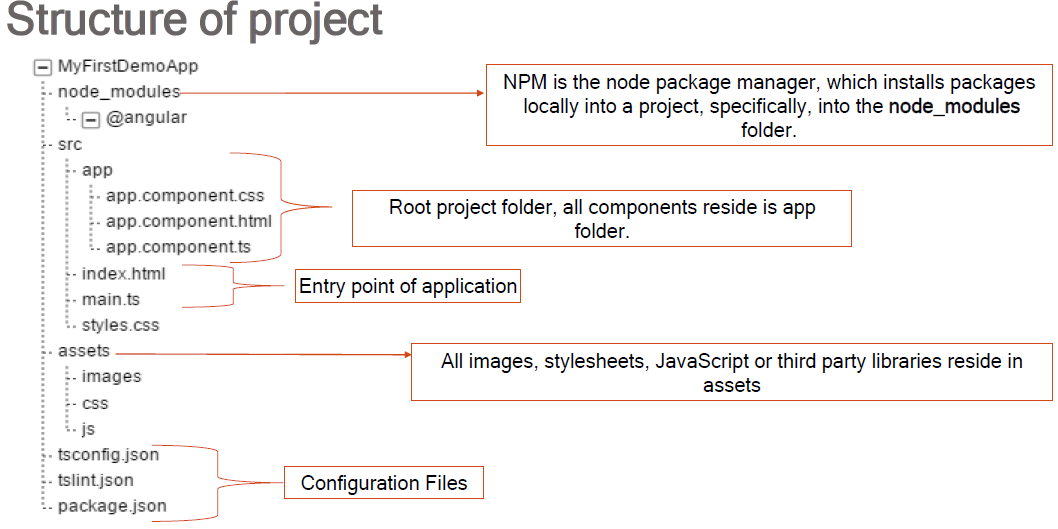 Structure of project
MyFirstDemoApp
node_modules
@angular
src
app
app.component.css
app.component.html
app.component.ts
index.html
main.ts
styles.css
assets
images
css
js
tsconfig.json
tslint.json
package.json
NPM is the node package manager, which installs packages
locally into a project, specifically, into the node_modules
folder.
Root project folder, all components reside is app
folder.
Entry point of application
All images, stylesheets, JavaScript or third party libraries reside in
assets
Configuration Files